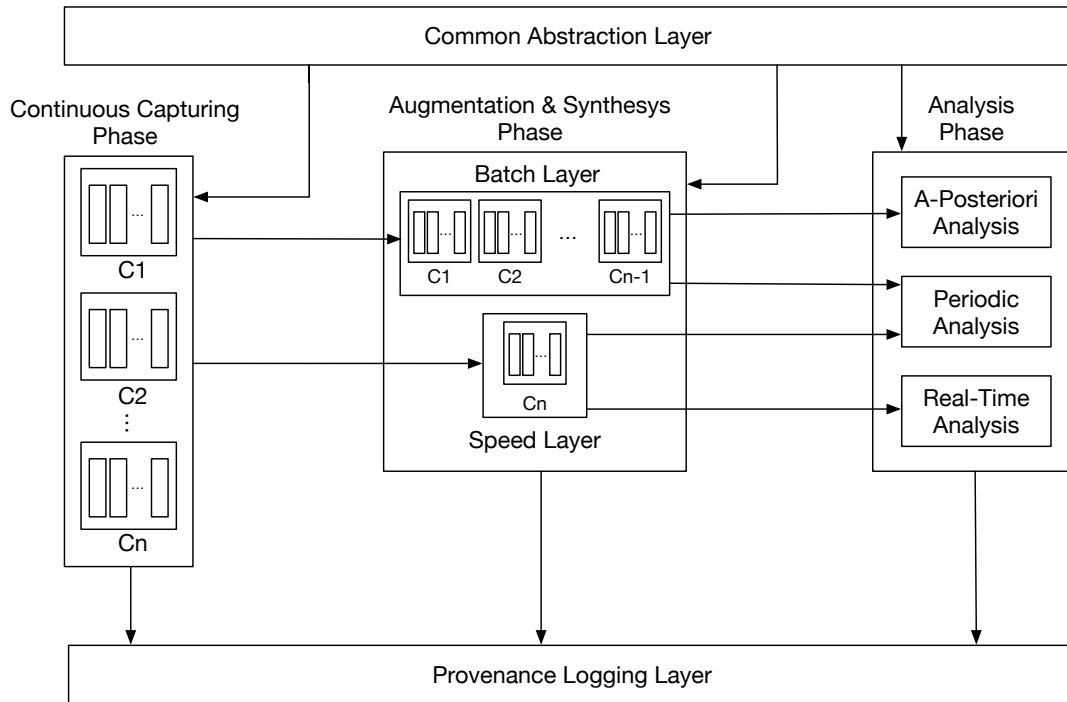 Common Abstraction Layer
Continuous Capturing
Phase
...
C1
...
C2
...
...
Cn
Augmentation & Synthesys
Phase
Batch Layer
...
C1
...
C2
...
...
Cn-1
...
Cn
Speed Layer
Analysis
Phase
A-Posteriori
Analysis
Periodic
Analysis
Real-Time
Analysis
Provenance Logging Layer